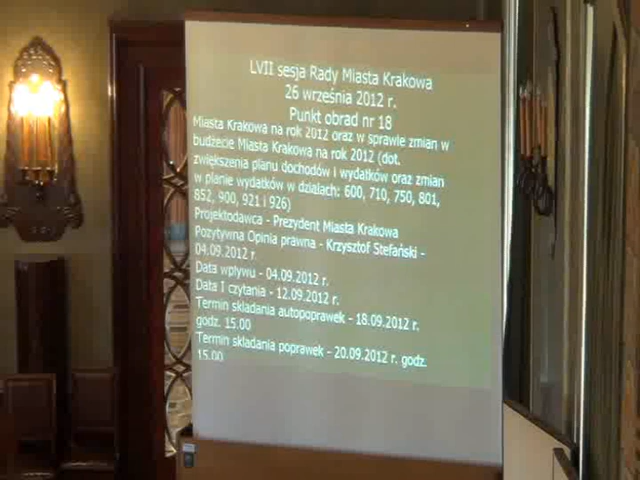 LVII sesja Rady Miasta Krakowa
26 września 2012 r.
Punkt obrad nr 18
Miasta Krakowa na rok 2012 oraz w sprawie zmian w
budżecie Miasta Krakowa na rok 2012 (dot.
zwiększenia planu dochodów i wydatków oraz zmian
w planie wydatków w działach: 600, 710, 750, 801,
852, 900, 921 i 926)
Projektodawca - Prezydent Miasta Krakowa
Pozytywna Opinia prawna - Krzysztof Stefański -
04.09.2012 r.
Data wpływu - 04.09.2012 r.
Data I czytania - 12.09.2012 r.
Termin składania autopoprawek - 18.09.2012 r.
godz. 15.00
Termin składania poprawek - 20.09.2012 r. godz.
15.00